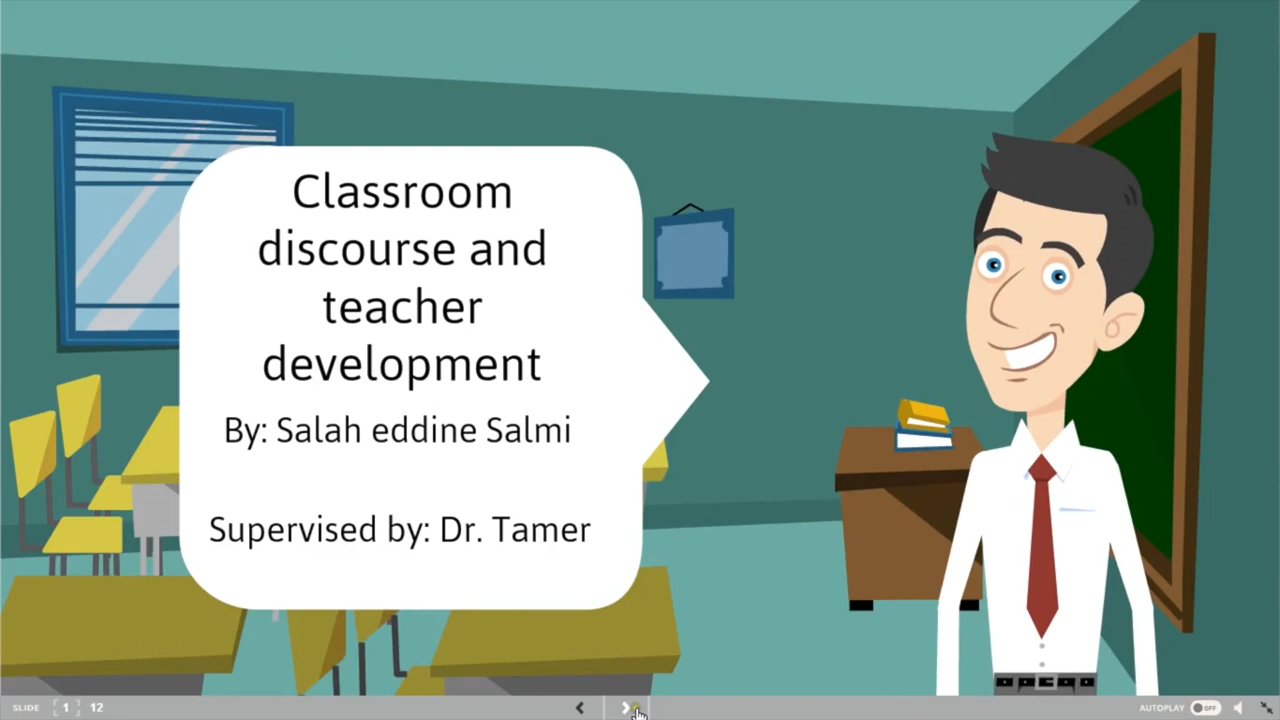 Classroom
discourse and
teacher
development
By: Salah eddine Salmi
Supervised by: Dr. Tamer
SLIDE 1 12
AUTOPLAY OFF